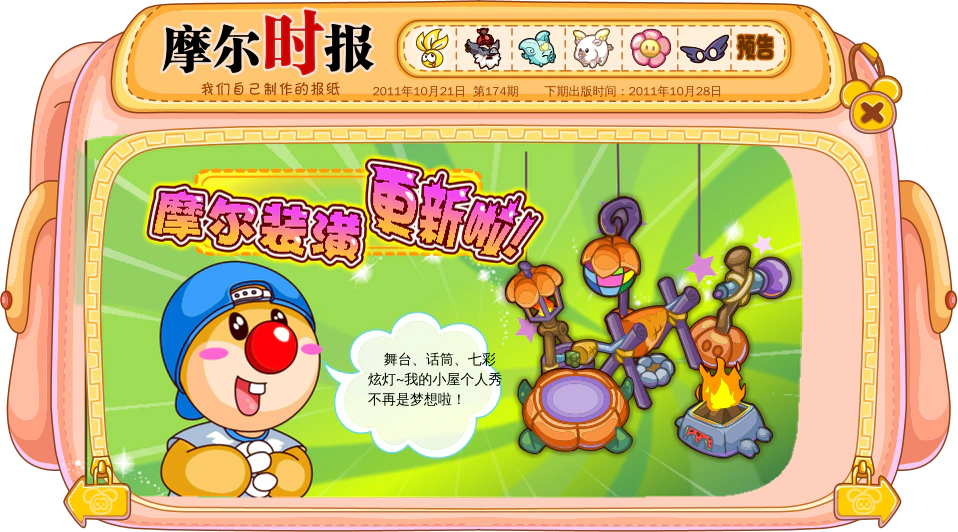 摩尔时报
预告
我们自己制作的报纸
2011年10月21日 第174期 下期出版时间：2011年10月28日
摩尔装潢更新啦!
舞台、话筒、七彩
炫灯~我的小屋个人秀
不再是梦想啦！